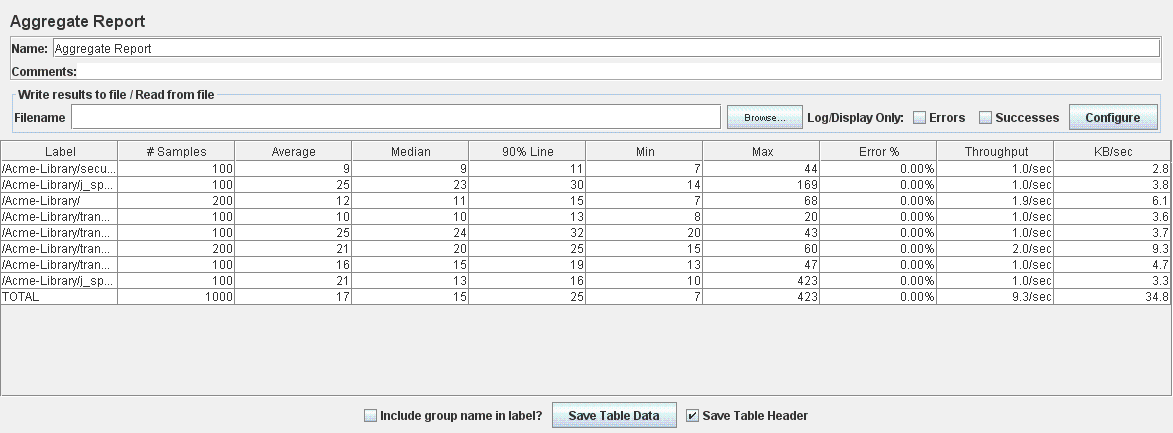 Aggregate Report
Name: Aggregate Report
Comments:
Write results to file / Read from file
Filename Browse... Log/Display Only: Errors Successes Configure
Label # Samples Average Median 90% Line Min Max Error % Throughput KB/sec
/Acme-Library/secu... 100 9 9 11 7 44 0.00% 1.0/sec 2.8
/Acme-Library/j_sp... 100 25 23 30 14 169 0.00% 1.0/sec 3.8
/Acme-Library/ 200 12 11 15 7 68 0.00% 1.9/sec 6.1
/Acme-Library/tran... 100 10 10 13 8 20 0.00% 1.0/sec 3.6
/Acme-Library/tran... 100 25 24 32 20 43 0.00% 1.0/sec 3.7
/Acme-Library/tran... 200 21 20 25 15 60 0.00% 2.0/sec 9.3
/Acme-Library/tran... 100 16 15 19 13 47 0.00% 1.0/sec 4.7
/Acme-Library/j_sp... 100 21 13 16 10 423 0.00% 1.0/sec 3.3
TOTAL 1000 17 15 25 7 423 0.00% 9.3/sec 34.8
Include group name in label? Save Table Data Save Table Header